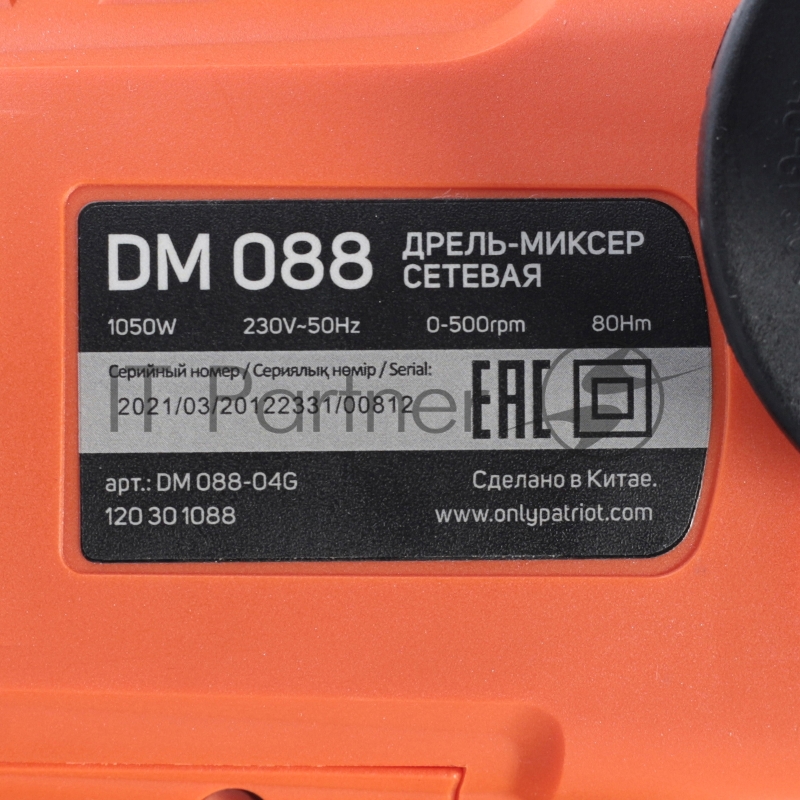 DM 088
ДРЕЛЬ-МИКСЕР
СЕТЕВАЯ
1050W 230V~50Hz 0-500rpm 80Hm
Серийный номер / Сериялық нөмір / Serial:
2021/03/20122331/00812
IT Partner
EAC
арт.: DM 088-04G
120 30 1088
Сделано в Китае.
www.onlypatriot.com